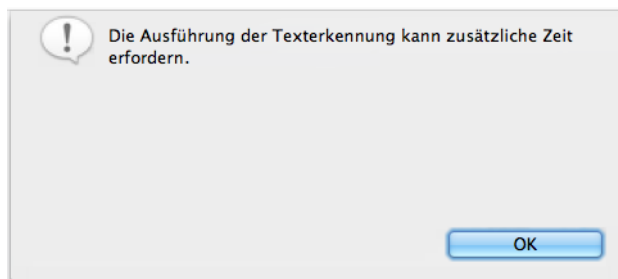 Die Ausführung der Texterkennung kann zusätzliche Zeit
erfordern.
OK